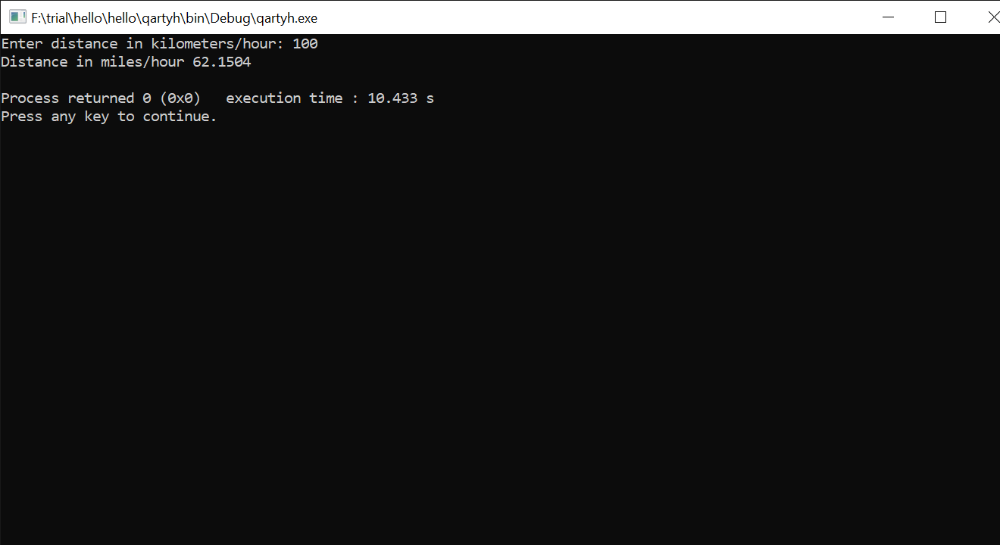 F:\trial\hello\hello\qartyh\bin\Debug\qartyh.exe
Enter distance in kilometers/hour: 100
Distance in miles/hour 62.1504
Process returned 0 (0x0)   execution time : 10.433 s
Press any key to continue.